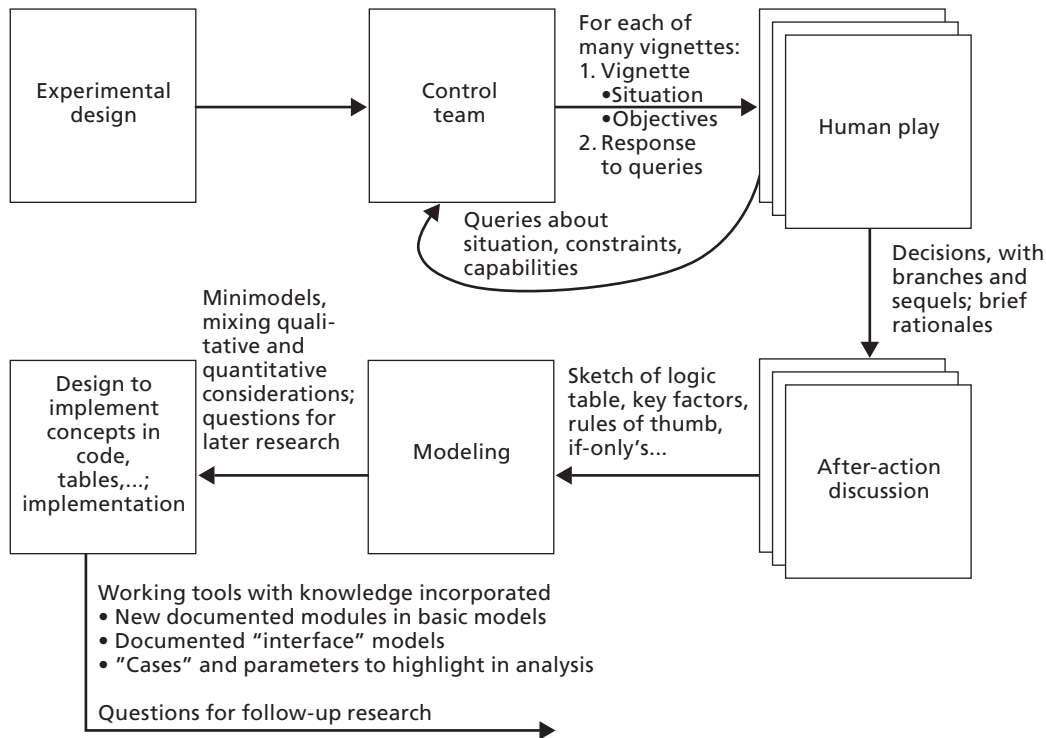 Experimental
design
Control
team
For each of
many vignettes:
1. Vignette
•Situation
•Objectives
2. Response
to queries
Human play
Queries about
situation, constraints,
capabilities
Decisions, with
branches and
sequels; brief
rationales
After-action
discussion
Sketch of logic
table, key factors,
rules of thumb,
if-only's...
Modeling
Minimodels,
mixing quali-
tative and
quantitative
considerations;
questions for
later research
Design to
implement
concepts in
code,
tables,...;
implementation
Working tools with knowledge incorporated
• New documented modules in basic models
• Documented “interface” models
• ”Cases” and parameters to highlight in analysis
Questions for follow-up research